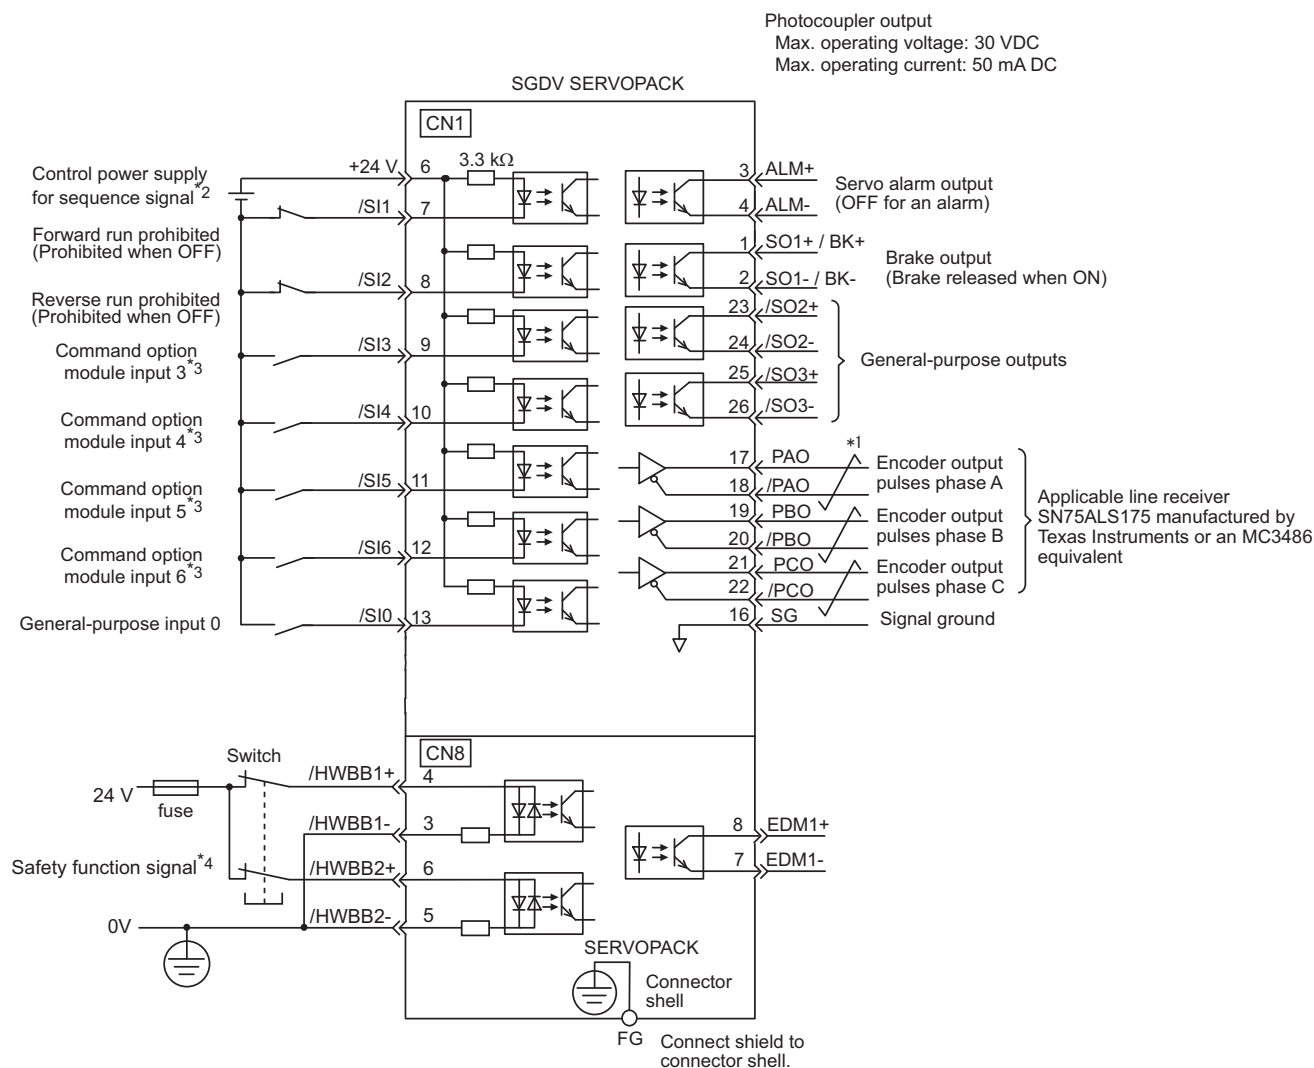 Photocoupler output
Max. operating voltage: 30 VDC
Max. operating current: 50 mA DC
SGDV SERVOPACK
CN1
Control power supply
for sequence signal*2
+24 V
6
3.3 kΩ
/SI1
7
Forward run prohibited
(Prohibited when OFF)
/SI2
8
Reverse run prohibited
(Prohibited when OFF)
/SI3
9
Command option
module input 3*3
/SI4
10
Command option
module input 4*3
/SI5
11
Command option
module input 5*3
/SI6
12
Command option
module input 6*3
/SI0
13
General-purpose input 0
3
ALM+
4
ALM-
Servo alarm output
(OFF for an alarm)
1
SO1+ / BK+
2
SO1- / BK-
Brake output
(Brake released when ON)
23
/SO2+
24
/SO2-
25
/SO3+
26
/SO3-
General-purpose outputs
*1
17
PAO
18
/PAO
Encoder output
pulses phase A
19
PBO
20
/PBO
Encoder output
pulses phase B
21
PCO
22
/PCO
Encoder output
pulses phase C
Applicable line receiver
SN75ALS175 manufactured by
Texas Instruments or an MC3486
equivalent
16
SG
Signal ground
CN8
Switch
24 V
fuse
/HWBB1+
4
/HWBB1-
3
Safety function signal*4
/HWBB2+
6
/HWBB2-
5
0V
8
EDM1+
7
EDM1-
SERVOPACK
Connector
shell
FG
Connect shield to
connector shell.